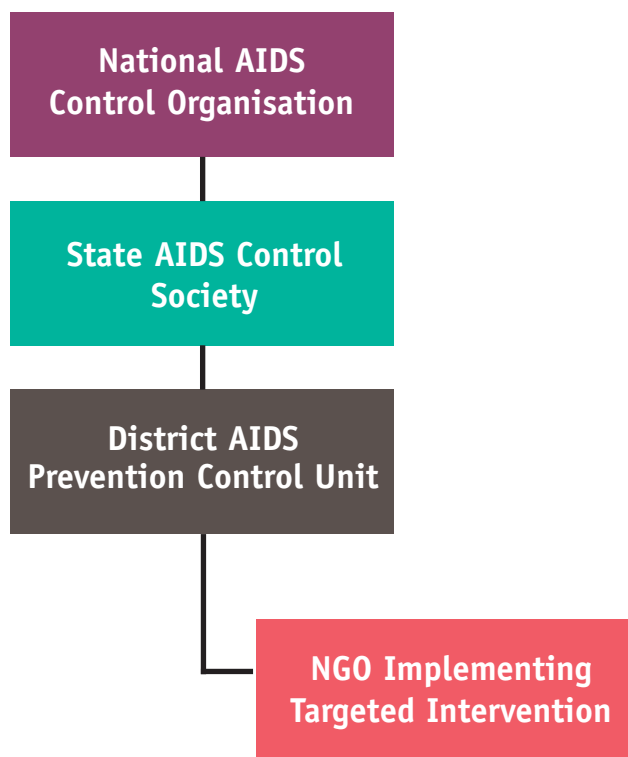 National AIDS
Control Organisation
State AIDS Control
Society
District AIDS
Prevention Control Unit
NGO Implementing
Targeted Intervention